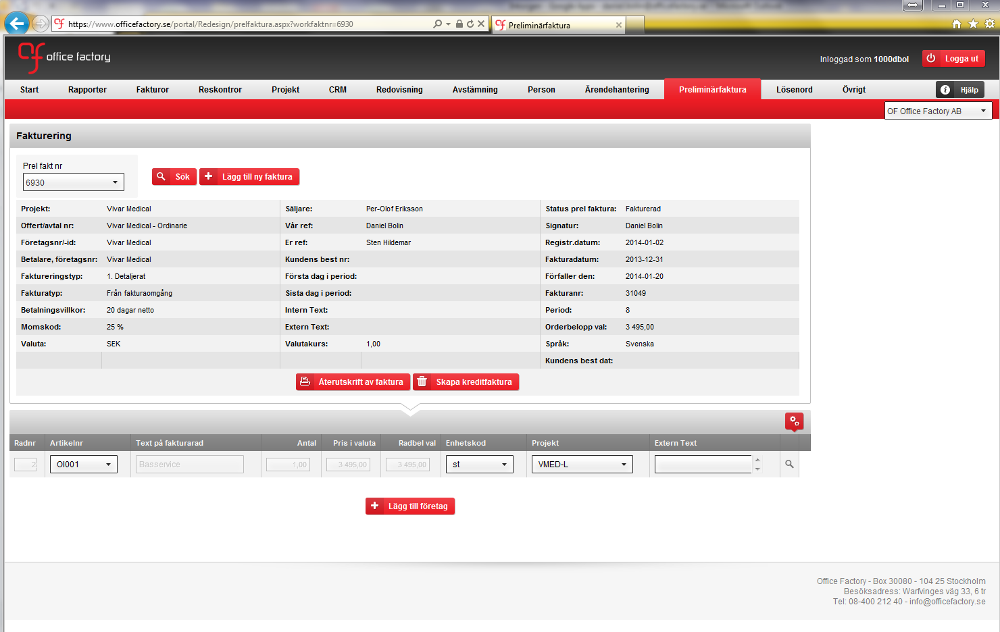 https://www.officefactory.se/portal/Redesign/prelfaktura.aspx?workfaktnr=6930
Preliminärfaktura
office factory
Inloggad som 1000dbol
Logga ut
Start Rapporter Fakturor Reskontror Projekt CRM Redovisning Avstämning Person Ärendehantering Preliminärfaktura Lösenord Övrigt Hjälp
OF Office Factory AB
Fakturering
Prel fakt nr
6930
Sök
Lägg till ny faktura
Projekt: Vivar Medical Säljare: Per-Olof Eriksson Status prel faktura: Fakturerad
Offert/avtal nr: Vivar Medical - Ordinarie Vår ref: Daniel Bolin Signatur: Daniel Bolin
Företagsnr/-id: Vivar Medical Er ref: Sten Hildemar Registr.datum: 2014-01-02
Betalare, företagsnr: Vivar Medical Kundens best nr: Fakturadatum: 2013-12-31
Faktureringstyp: 1. Detaljerat Första dag i period: Förfaller den: 2014-01-20
Fakturatyp: Från fakturaomgång Sista dag i period: Fakturanr: 31049
Betalningsvillkor: 20 dagar netto Intern Text: Period: 8
Momskod: 25 % Extern Text: Orderbelopp val: 3 495,00
Valuta: SEK Valutakurs: 1,00 Språk: Svenska
Kundens best dat:
Återutskrift av faktura
Skapa kreditfaktura
Radnr Artikelnr Text på fakturarad Antal Pris i valuta Radbel val Enhetskod Projekt Extern Text
2 OI001 Basservice 1,00 3 495,00 3 495,00 st VMED-L
Lägg till företag
Office Factory - Box 30080 - 104 25 Stockholm
Besöksadress: Warfvinges väg 33, 6 tr
Tel: 08-400 212 40 - info@officefactory.se